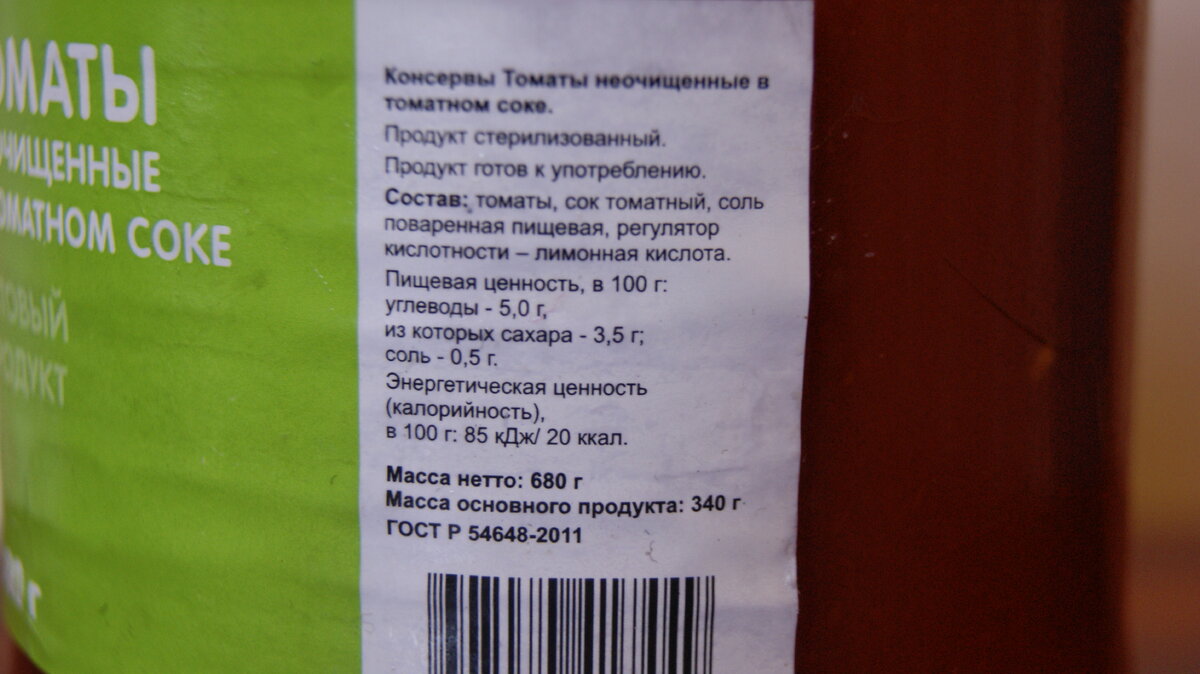 ОМАТЫ
ЧИЩЕННЫЕ
ОМАТНОМ СОКЕ
ТОВЫЙ
ОДУКТ
г
Консервы Томаты неочищенные в
томатном соке.
Продукт стерилизованный.
Продукт готов к употреблению.
Состав: томаты, сок томатный, соль
поваренная пищевая, регулятор
кислотности – лимонная кислота.
Пищевая ценность, в 100 г:
углеводы - 5,0 г,
из которых сахара - 3,5 г;
соль - 0,5 г.
Энергетическая ценность
(калорийность),
в 100 г: 85 кДж/ 20 ккал.
Масса нетто: 680 г
Масса основного продукта: 340 г
ГОСТ Р 54648-2011